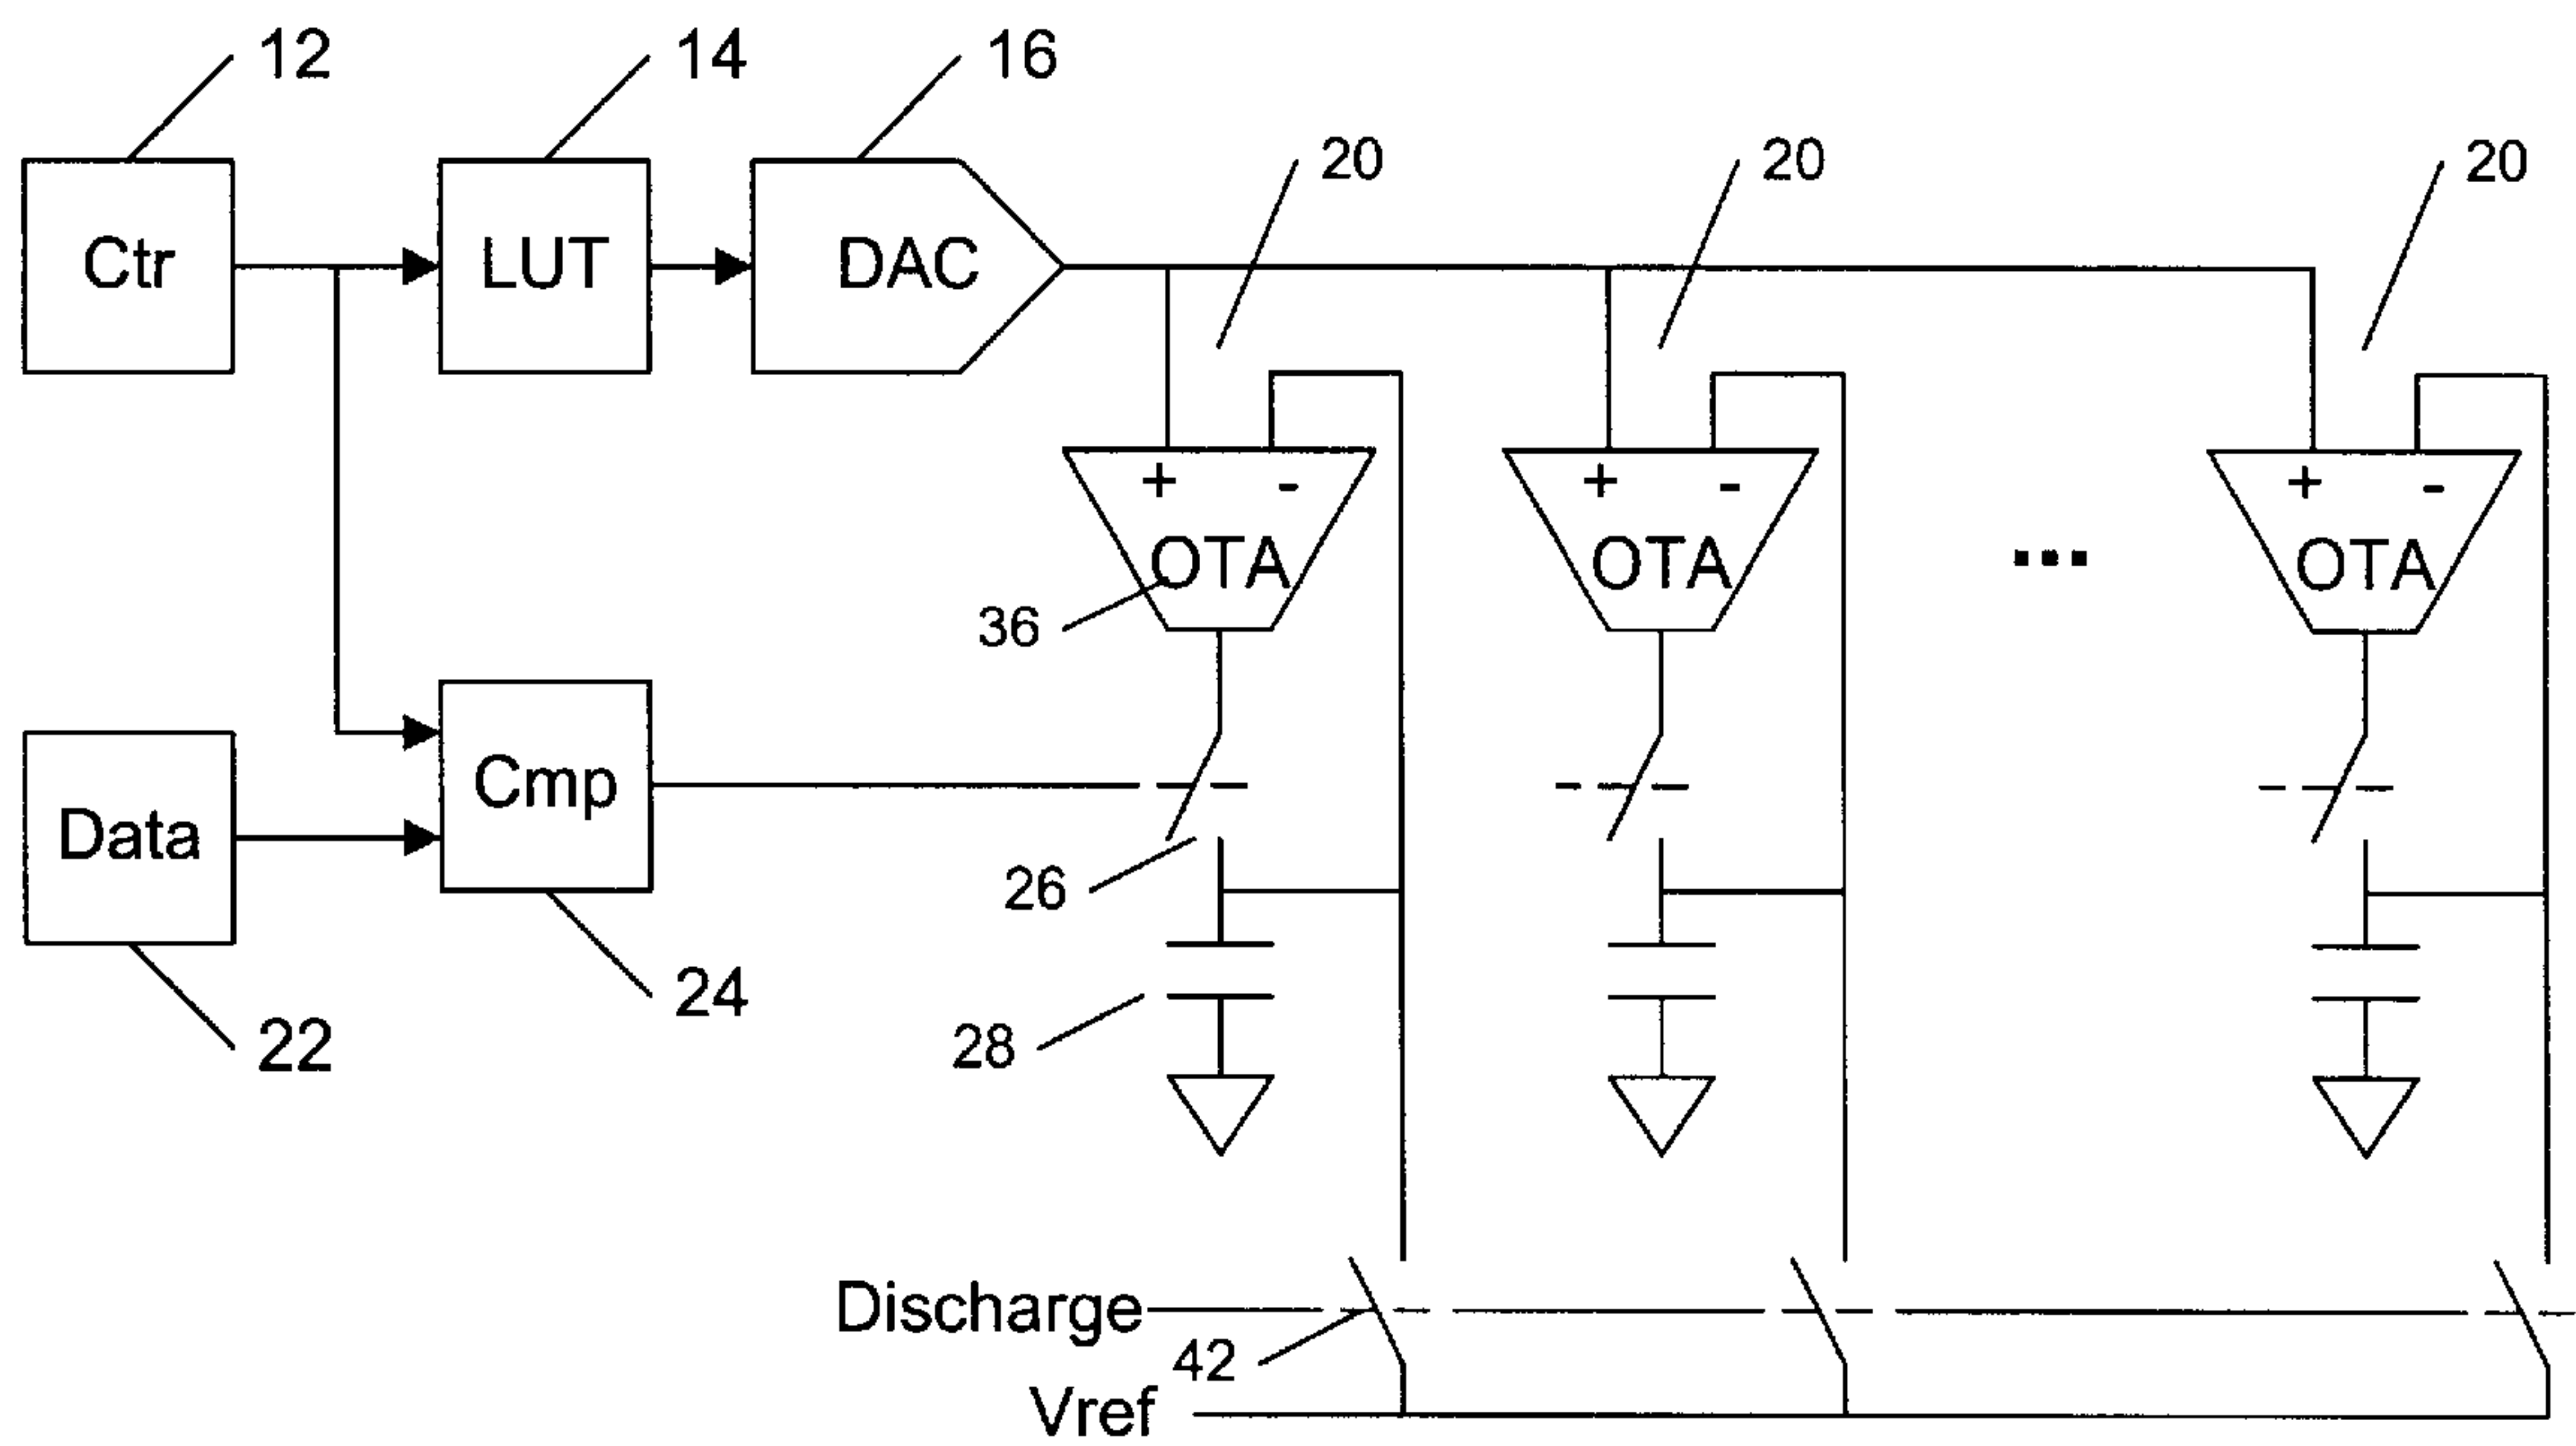 12 14 16
20 20 20
Ctr LUT DAC
+ - + - + -
OTA OTA ... OTA
36
Data Cmp
26
22 24 28
Discharge
42
Vref